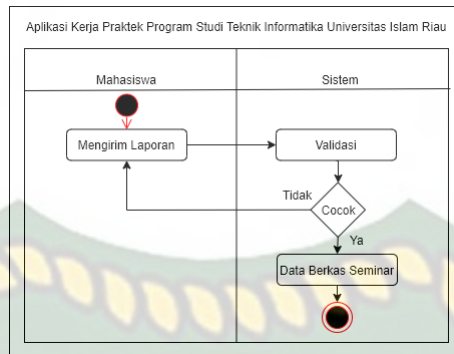 Aplikasi Kerja Praktek Program Studi Teknik Informatika Universitas Islam Riau
Mahasiswa
Sistem
Mengirim Laporan
Validasi
Tidak
Cocok
Ya
Data Berkas Seminar